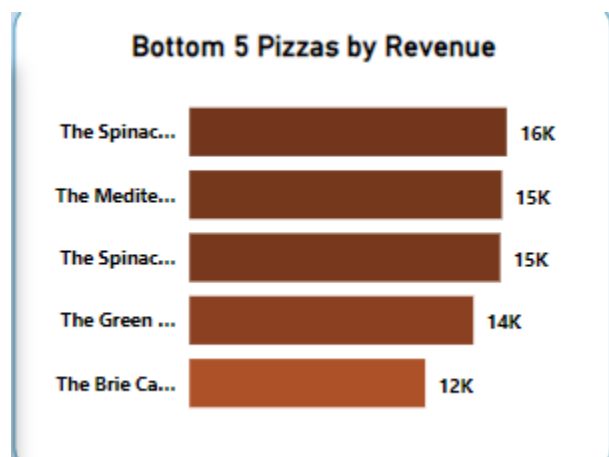 Bottom 5 Pizzas by Revenue
The Spinac... 16K
The Medite... 15K
The Spinac... 15K
The Green ... 14K
The Brie Ca... 12K